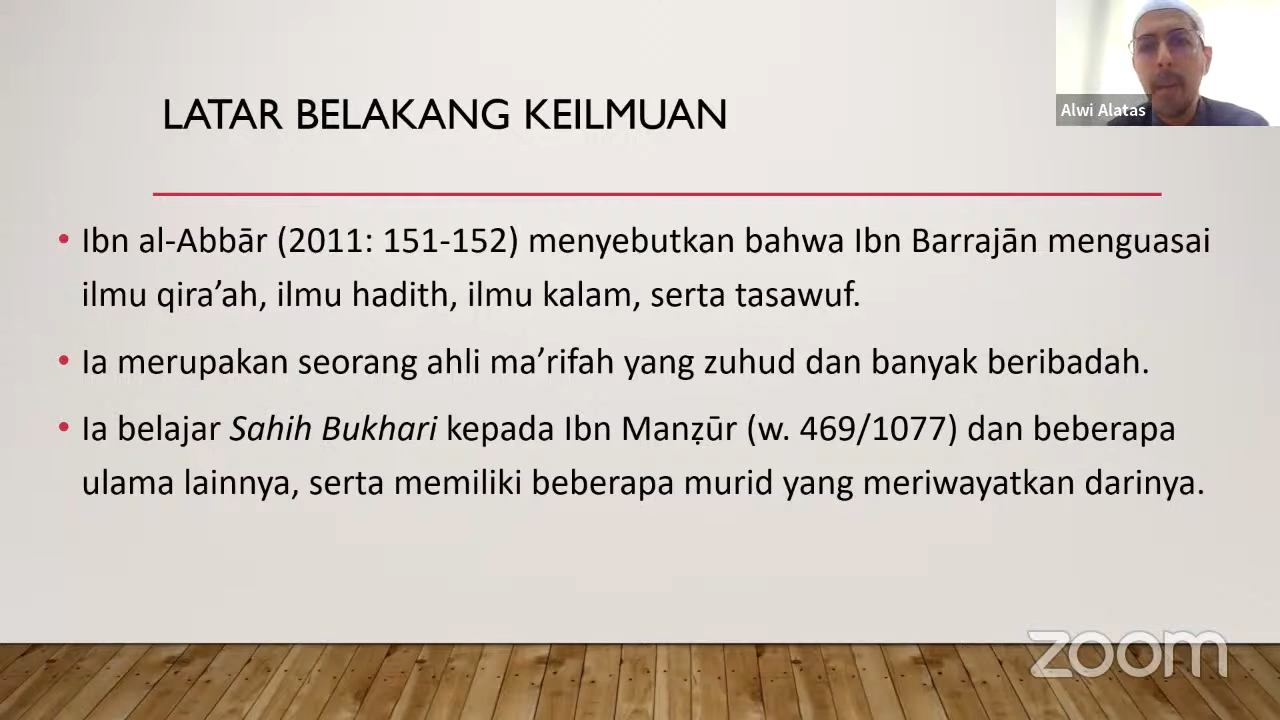 Alwi Alatas
LATAR BELAKANG KEILMUAN
• Ibn al-Abbār (2011: 151-152) menyebutkan bahwa Ibn Barrajān menguasai
ilmu qira’ah, ilmu hadith, ilmu kalam, serta tasawuf.
• Ia merupakan seorang ahli ma’rifah yang zuhud dan banyak beribadah.
• Ia belajar Sahih Bukhari kepada Ibn Manẓūr (w. 469/1077) dan beberapa
ulama lainnya, serta memiliki beberapa murid yang meriwayatkan darinya.
zoom